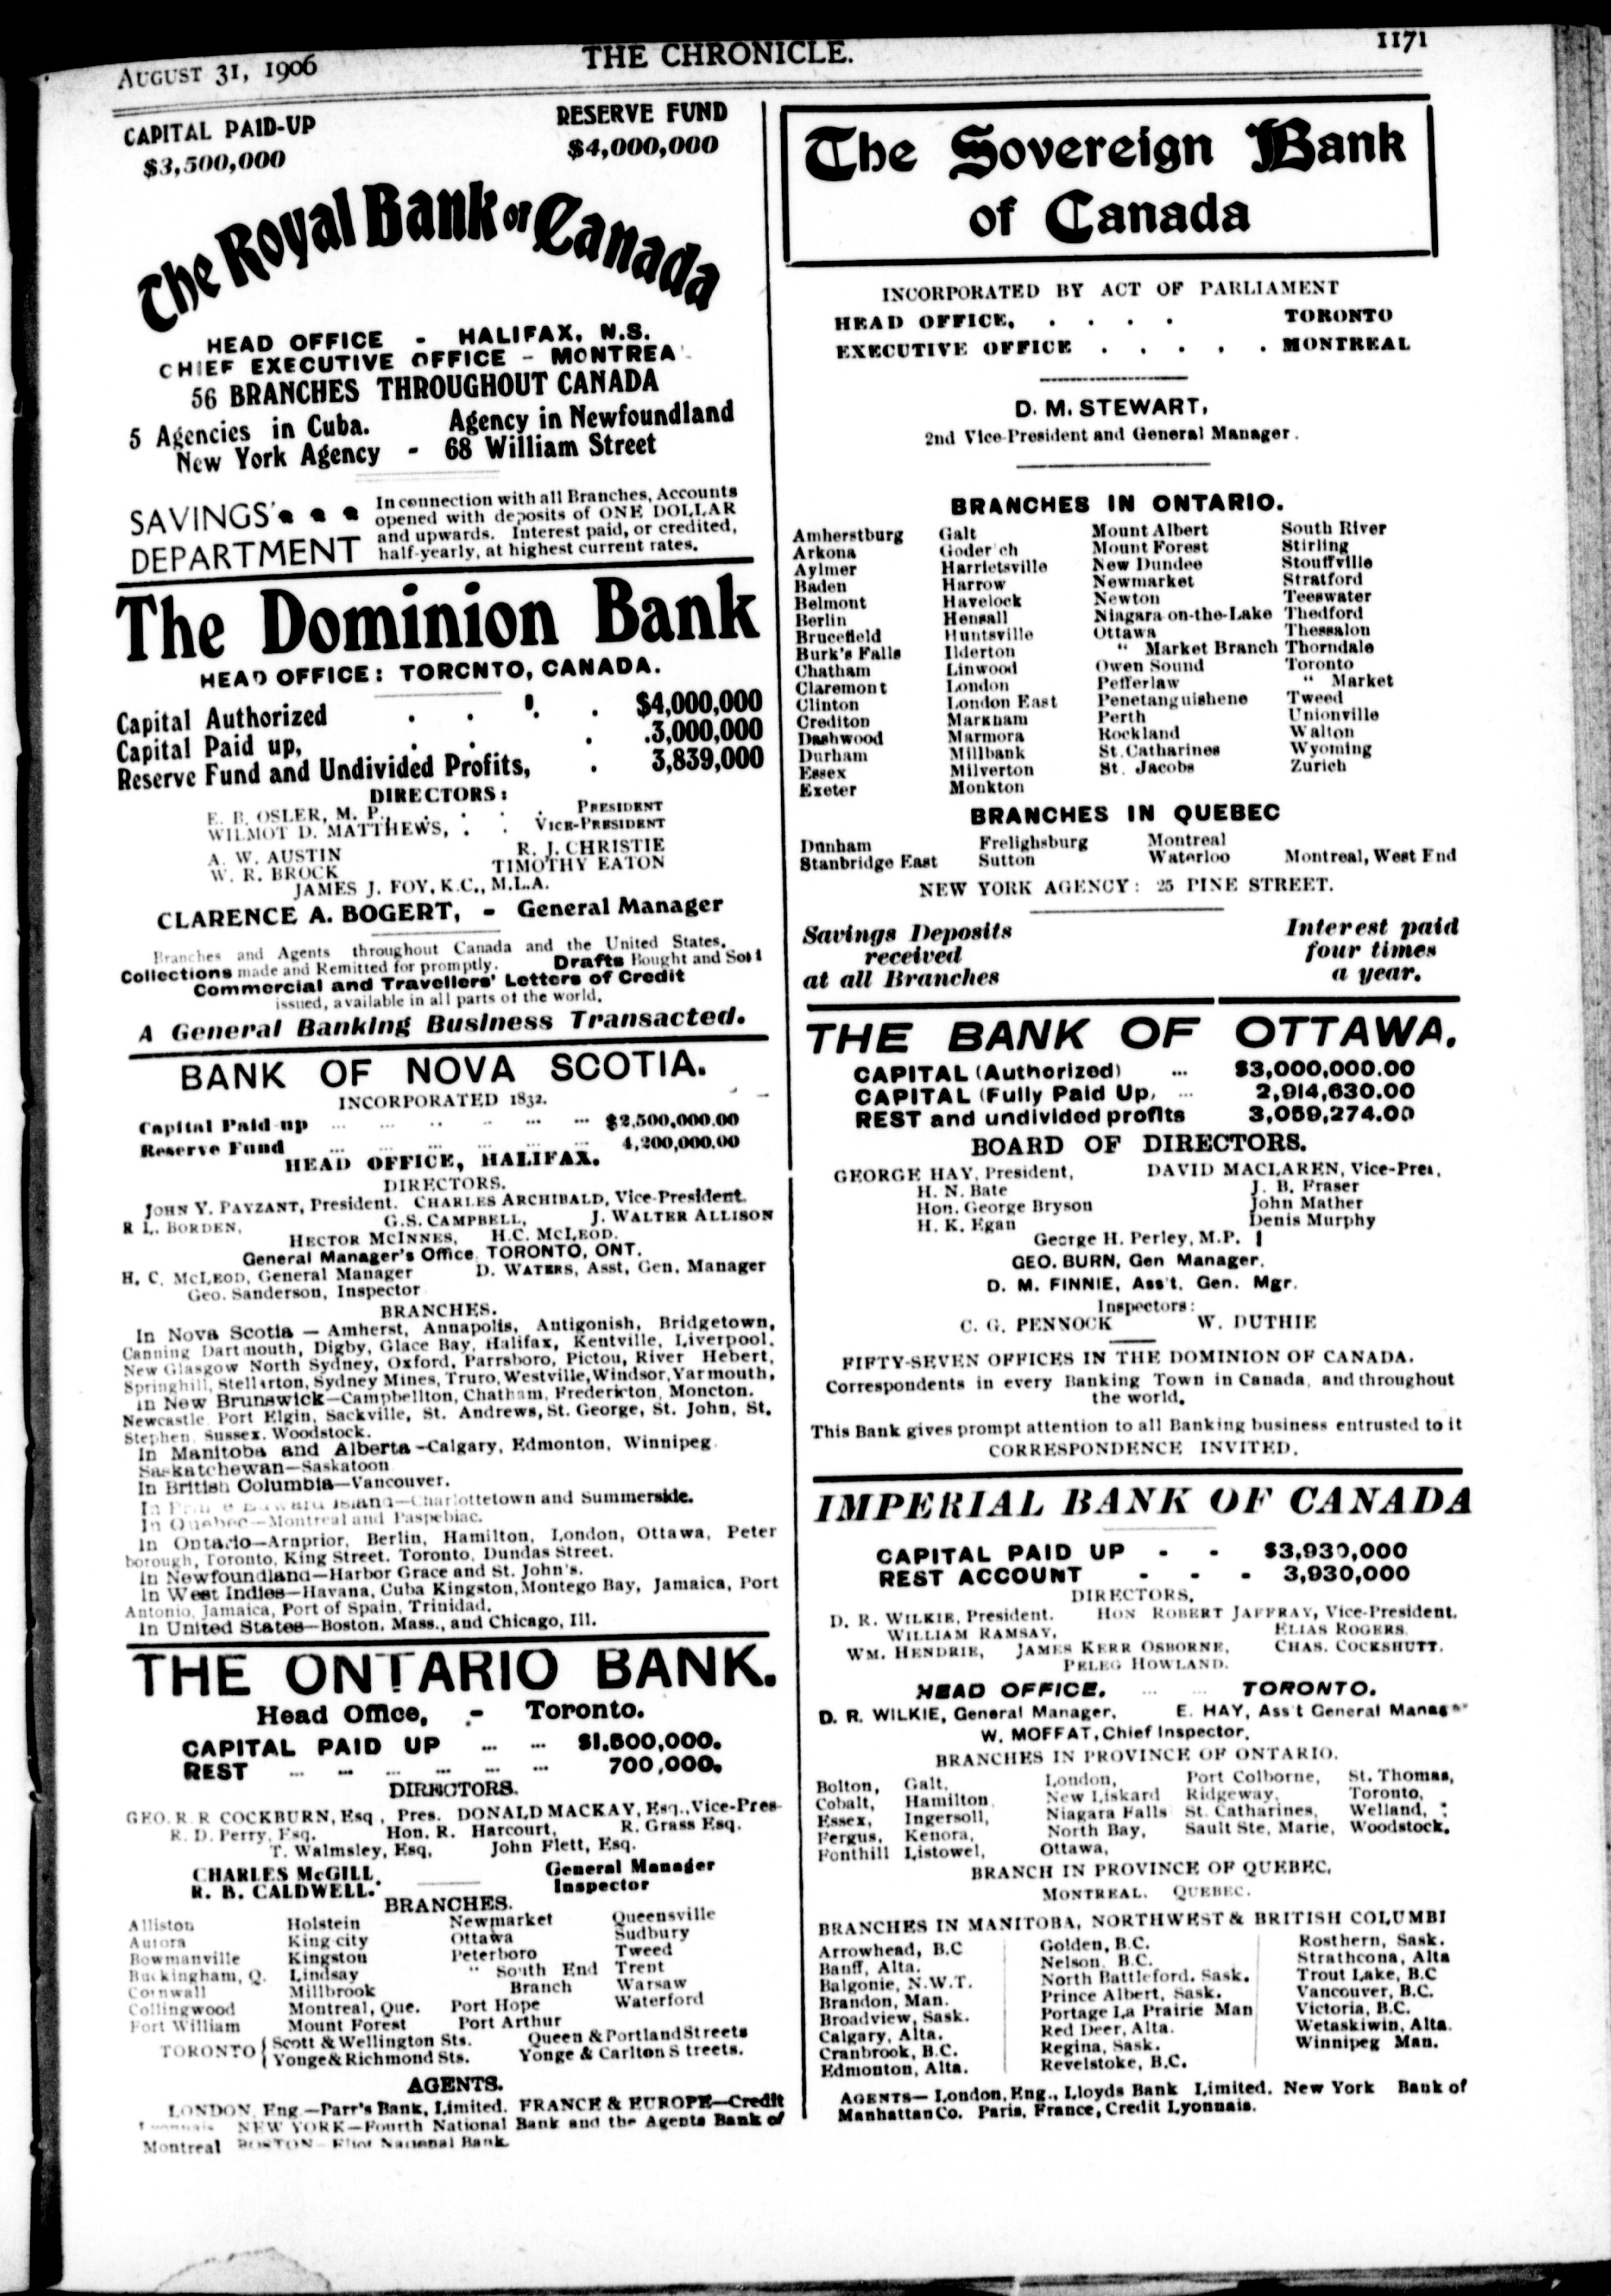 AUGUST 31, 1906 THE CHRONICLE. 1171
CAPITAL PAID-UP RESERVE FUND
$3,500,000 $4,000,000
The Royal Bank of Canada
HEAD OFFICE - HALIFAX, N.S.
CHIEF EXECUTIVE OFFICE - MONTREA
56 BRANCHES THROUGHOUT CANADA
5 Agencies in Cuba. Agency in Newfoundland
New York Agency - 68 William Street
SAVINGS
DEPARTMENT
In connection with all Branches, Accounts
opened with deposits of ONE DOLLAR
and upwards. Interest paid, or credited,
half-yearly, at highest current rates.
The Dominion Bank
HEAD OFFICE: TORONTO, CANADA.
Capital Authorized . . . . $4,000,000
Capital Paid up, . . . .3,000,000
Reserve Fund and Undivided Profits, . 3,839,000
DIRECTORS:
E. B. OSLER, M. P., . . . PRESIDENT
WILMOT D. MATTHEWS, . . VICE-PRESIDENT
A. W. AUSTIN R. J. CHRISTIE
W. R. BROCK TIMOTHY EATON
JAMES J. FOY, K.C., M.L.A.
CLARENCE A. BOGERT, - General Manager
Branches and Agents throughout Canada and the United States.
Collections made and Remitted for promptly. Drafts Bought and Sold
Commercial and Travellers' Letters of Credit
issued, available in all parts of the world.
A General Banking Business Transacted.
BANK OF NOVA SCOTIA.
INCORPORATED 1832.
Capital Paid-up ... $2,500,000.00
Reserve Fund ... 4,200,000.00
HEAD OFFICE, HALIFAX.
DIRECTORS.
JOHN Y. PAYZANT, President. CHARLES ARCHIBALD, Vice-President.
R L. BORDEN, G.S. CAMPBELL, J. WALTER ALLISON
HECTOR MCINNES, H.C. MCLEOD.
General Manager's Office TORONTO, ONT.
H. C. MCLEOD, General Manager D. WATERS, Asst, Gen. Manager
Geo. Sanderson, Inspector
BRANCHES.
In Nova Scotia — Amherst, Annapolis, Antigonish, Bridgetown,
Canning Dartmouth, Digby, Glace Bay, Halifax, Kentville, Liverpool.
New Glasgow North Sydney, Oxford, Parrsboro, Pictou, River Hebert,
Springhill, Stellarton, Sydney Mines, Truro, Westville, Windsor, Yarmouth,
in New Brunswick—Campbellton, Chatham, Fredericton, Moncton.
Newcastle Port Elgin, Sackville, St. Andrews, St. George, St. John, St.
Stephen Sussex, Woodstock.
In Manitoba and Alberta—Calgary, Edmonton, Winnipeg.
Saskatchewan—Saskatoon
In British Columbia—Vancouver.
In Island—Charlottetown and Summerside.
In Quebec—Montreal and Paspebiac.
In Ontario—Arnprior, Berlin, Hamilton, London, Ottawa, Peter
borough, Toronto, King Street. Toronto, Dundas Street.
In Newfoundland—Harbor Grace and St. John's.
In West Indies—Havana, Cuba Kingston, Montego Bay, Jamaica, Port
Antonio, Jamaica, Port of Spain, Trinidad.
In United States—Boston, Mass., and Chicago, Ill.
THE ONTARIO BANK.
Head Office, - Toronto.
CAPITAL PAID UP ... ... $1,500,000.
REST ... ... 700,000.
DIRECTORS.
GEO. R R COCKBURN, Esq , Pres. DONALD MACKAY, Esq., Vice-Pres
R. D. Perry, Esq. Hon. R. Harcourt, R. Grass Esq.
T. Walmsley, Esq, John Flett, Esq.
CHARLES McGILL, General Manager
R. B. CALDWELL. Inspector
BRANCHES.
Alliston Holstein Newmarket Queensville
Aurora King city Ottawa Sudbury
Bowmanville Kingston Peterboro Tweed
Buckingham, Q. Lindsay " South End Trent
Cornwall Millbrook Branch Warsaw
Collingwood Montreal, Que. Port Hope Waterford
Fort William Mount Forest Port Arthur
TORONTO { Scott & Wellington Sts. Queen & Portland Streets
Yonge & Richmond Sts. Yonge & Carlton Streets.
AGENTS.
LONDON, Eng—Parr's Bank, Limited. FRANCE & EUROPE—Credit
NEW YORK—Fourth National Bank and the Agents Bank of
Montreal BOSTON National Bank.
The Sovereign Bank
of Canada
INCORPORATED BY ACT OF PARLIAMENT
HEAD OFFICE, . . . . TORONTO
EXECUTIVE OFFICE . . . . . MONTREAL
D. M. STEWART,
2nd Vice-President and General Manager.
BRANCHES IN ONTARIO.
Amherstburg Galt Mount Albert South River
Arkona Goderich Mount Forest Stirling
Aylmer Harrietsville New Dundee Stouffville
Baden Harrow Newmarket Stratford
Belmont Havelock Newton Teeswater
Berlin Hensall Niagara-on-the-Lake Thedford
Brucefield Huntsville Ottawa Thessalon
Burk's Falls Ilderton " Market Branch Thorndale
Chatham Linwood Owen Sound Toronto
Claremont London Pefferlaw " Market
Clinton London East Penetanguishene Tweed
Crediton Markham Perth Unionville
Dashwood Marmora Rockland Walton
Durham Millbank St. Catharines Wyoming
Essex Milverton St. Jacobs Zurich
Exeter Monkton
BRANCHES IN QUEBEC
Dunham Frelighsburg Montreal
Stanbridge East Sutton Waterloo Montreal, West End
NEW YORK AGENCY: 25 PINE STREET.
Savings Deposits
received
at all Branches
Interest paid
four times
a year.
THE BANK OF OTTAWA.
CAPITAL (Authorized) ... $3,000,000.00
CAPITAL (Fully Paid Up, ... 2,914,630.00
REST and undivided profits 3,059,274.00
BOARD OF DIRECTORS.
GEORGE HAY, President, DAVID MACLAREN, Vice-Pres,
H. N. Bate J. B. Fraser
Hon. George Bryson John Mather
H. K. Egan Denis Murphy
George H. Perley, M.P.
GEO. BURN, Gen Manager.
D. M. FINNIE, Ass't. Gen. Mgr.
Inspectors:
C. G. PENNOCK W. DUTHIE
FIFTY-SEVEN OFFICES IN THE DOMINION OF CANADA.
Correspondents in every Banking Town in Canada, and throughout
the world.
This Bank gives prompt attention to all Banking business entrusted to it
CORRESPONDENCE INVITED.
IMPERIAL BANK OF CANADA
CAPITAL PAID UP - - $3,930,000
REST ACCOUNT - - - 3,930,000
DIRECTORS,
D. R. WILKIE, President. HON ROBERT JAFFRAY, Vice-President.
WILLIAM RAMSAY, ELIAS ROGERS
WM. HENDRIE, JAMES KERR OSBORNE, CHAS. COCKSHUTT.
PELEG HOWLAND.
HEAD OFFICE. ... ... TORONTO.
D. R. WILKIE, General Manager, E. HAY, Ass't General Manag
W. MOFFAT, Chief Inspector.
BRANCHES IN PROVINCE OF ONTARIO.
Bolton, Galt, London, Port Colborne, St. Thomas,
Cobalt, Hamilton New Liskard Ridgeway, Toronto,
Essex, Ingersoll, Niagara Falls St. Catharines, Welland,
Fergus, Kenora, North Bay, Sault Ste, Marie, Woodstock.
Fonthill Listowel, Ottawa,
BRANCH IN PROVINCE OF QUEBEC,
MONTREAL, QUEBEC.
BRANCHES IN MANITOBA, NORTHWEST & BRITISH COLUMBI
Arrowhead, B.C Golden, B.C. Rosthern, Sask.
Banff, Alta. Nelson, B.C. Strathcona, Alta
Balgonie, N.W.T. North Battleford, Sask. Trout Lake, B.C
Brandon, Man. Prince Albert, Sask. Vancouver, B.C.
Broadview, Sask. Portage La Prairie Man Victoria, B.C.
Calgary, Alta. Red Deer, Alta. Wetaskiwin, Alta.
Cranbrook, B.C. Regina, Sask. Winnipeg Man.
Edmonton, Alta. Revelstoke, B.C.
AGENTS— London, Eng., Lloyds Bank Limited. New York Bank of
Manhattan Co. Paris, France, Credit Lyonnais.